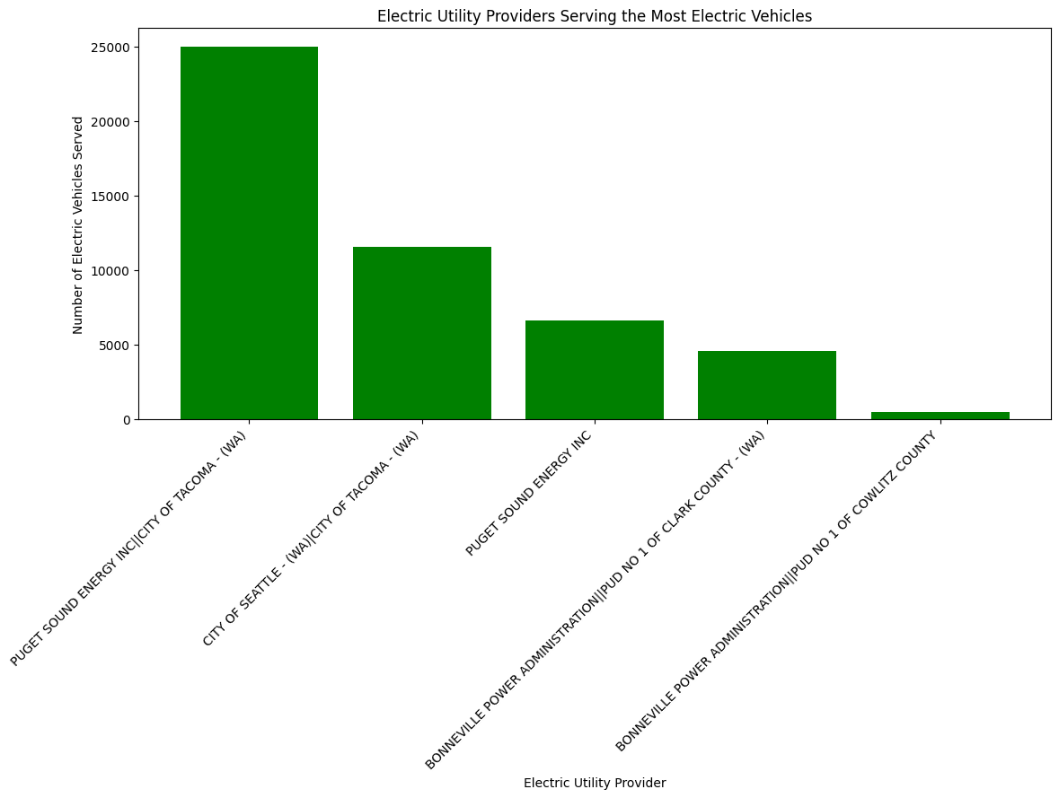 Electric Utility Providers Serving the Most Electric Vehicles
Number of Electric Vehicles Served
25000
20000
15000
10000
5000
0
PUGET SOUND ENERGY INC||CITY OF TACOMA - (WA)
CITY OF SEATTLE - (WA)|CITY OF TACOMA - (WA)
PUGET SOUND ENERGY INC
BONNEVILLE POWER ADMINISTRATION||PUD NO 1 OF CLARK COUNTY - (WA)
BONNEVILLE POWER ADMINISTRATION||PUD NO 1 OF COWLITZ COUNTY
Electric Utility Provider